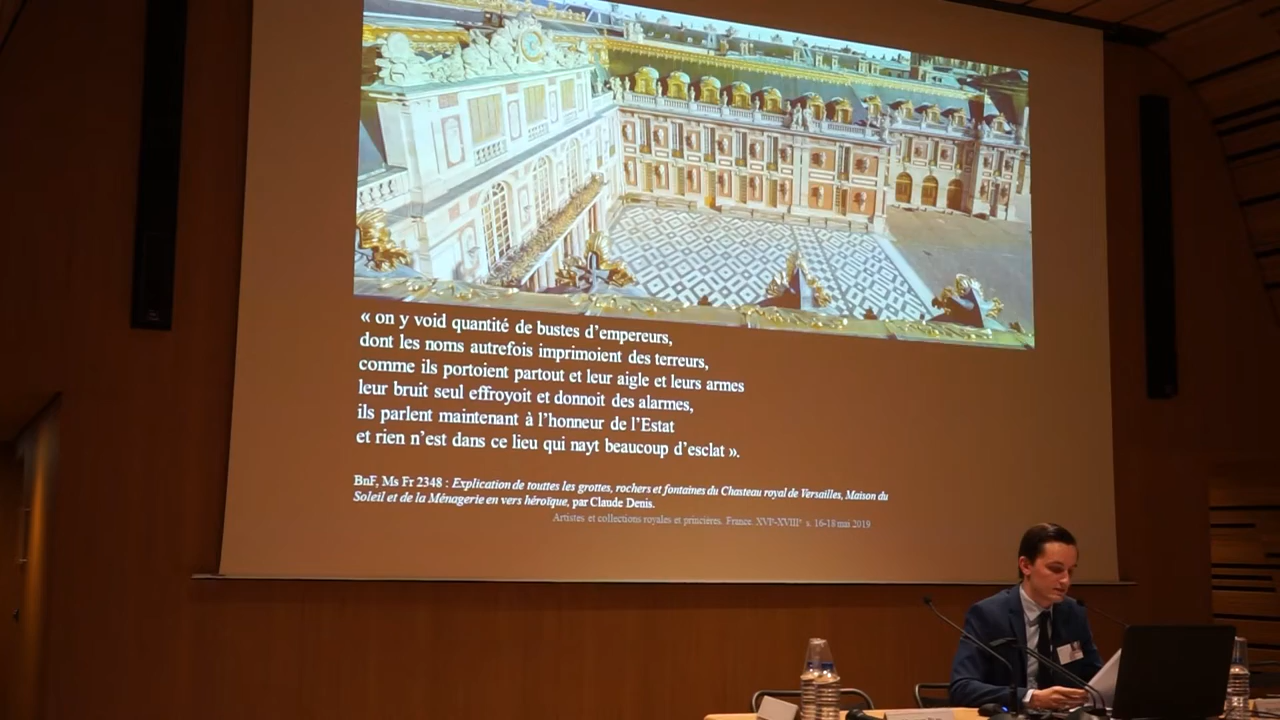 « on y void quantité de bustes d'empereurs,
dont les noms autrefois imprimoient des terreurs,
comme ils portoient partout et leur aigle et leurs armes
leur bruit seul effroyoit et donnoit des alarmes,
ils parlent maintenant à l'honneur de l'Estat
et rien n'est dans ce lieu qui nayt beaucoup d'esclat ».
BnF, Ms Fr 2348 : Explication de touttes les grottes, rochers et fontaines du Chasteau royal de Versailles, Maison du
Soleil et de la Ménagerie en vers héroïque, par Claude Denis.
Artistes et collections royales et princières. France. XVIe-XVIIIe s. 16-18 mai 2019